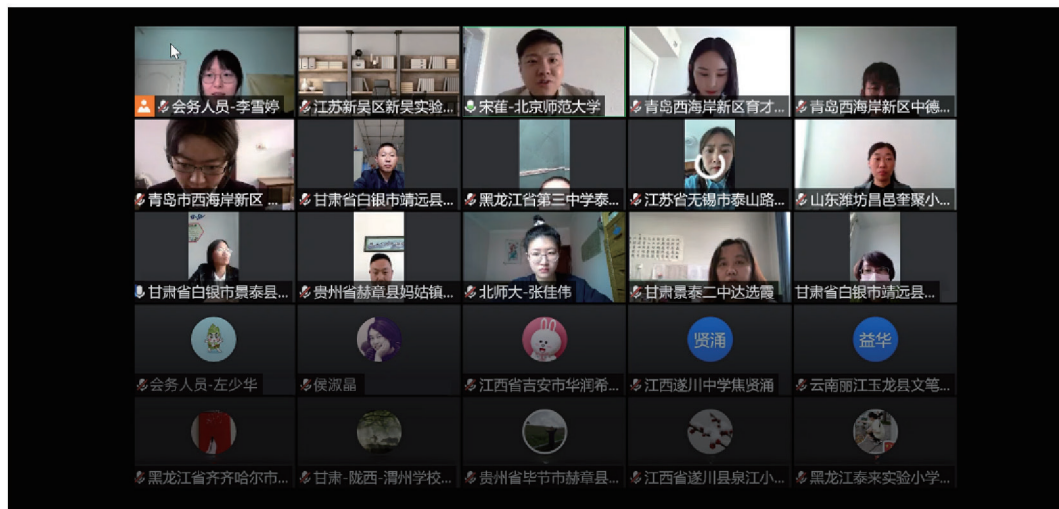 会务人员-李雪婷
江苏新吴区新吴实验...
宋萑-北京师范大学
青岛西海岸新区育才...
青岛西海岸新区中德...
青岛市西海岸新区 ...
甘肃省白银市靖远县...
黑龙江省第三中学泰...
江苏省无锡市泰山路...
山东潍坊昌邑奎聚小...
甘肃省白银市景泰县...
贵州省赫章县妈姑镇...
北师大-张佳伟
甘肃景泰二中达选霞
甘肃省白银市靖远县...
贤涌
益华
会务人员-左少华
侯淑晶
江西省吉安市华润希...
江西遂川中学焦贤涌
云南丽江玉龙县文笔...
黑龙江省齐齐哈尔市...
甘肃-陇西-渭州学校...
贵州省毕节市赫章县...
江西省遂川县泉江小...
黑龙江泰来实验小学...